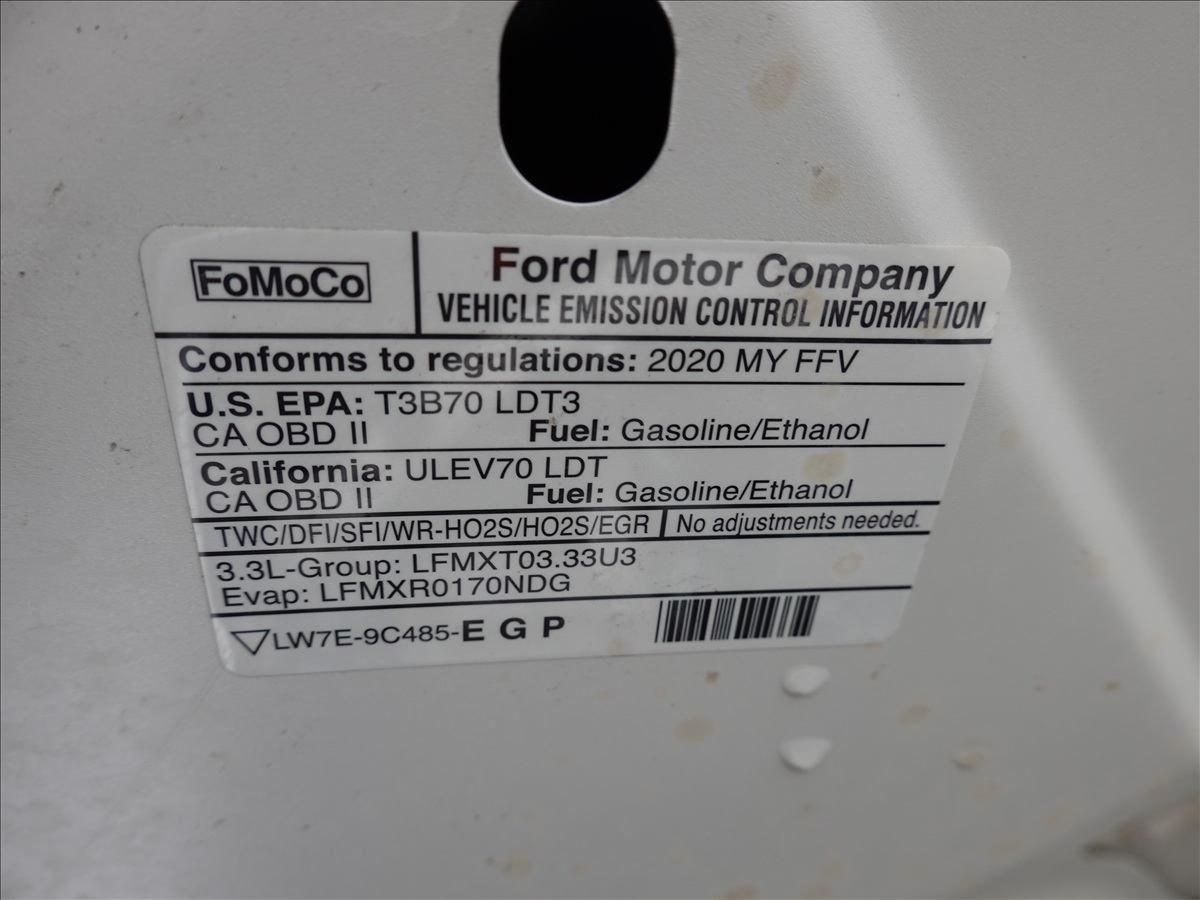 FoMoCo
Ford Motor Company
VEHICLE EMISSION CONTROL INFORMATION
Conforms to regulations: 2020 MY FFV
U.S. EPA: T3B70 LDT3
CA OBD II Fuel: Gasoline/Ethanol
California: ULEV70 LDT
CA OBD II Fuel: Gasoline/Ethanol
TWC/DFI/SFI/WR-HO2S/HO2S/EGR No adjustments needed.
3.3L-Group: LFMXT03.33U3
Evap: LFMXR0170NDG
LW7E-9C485-E G P